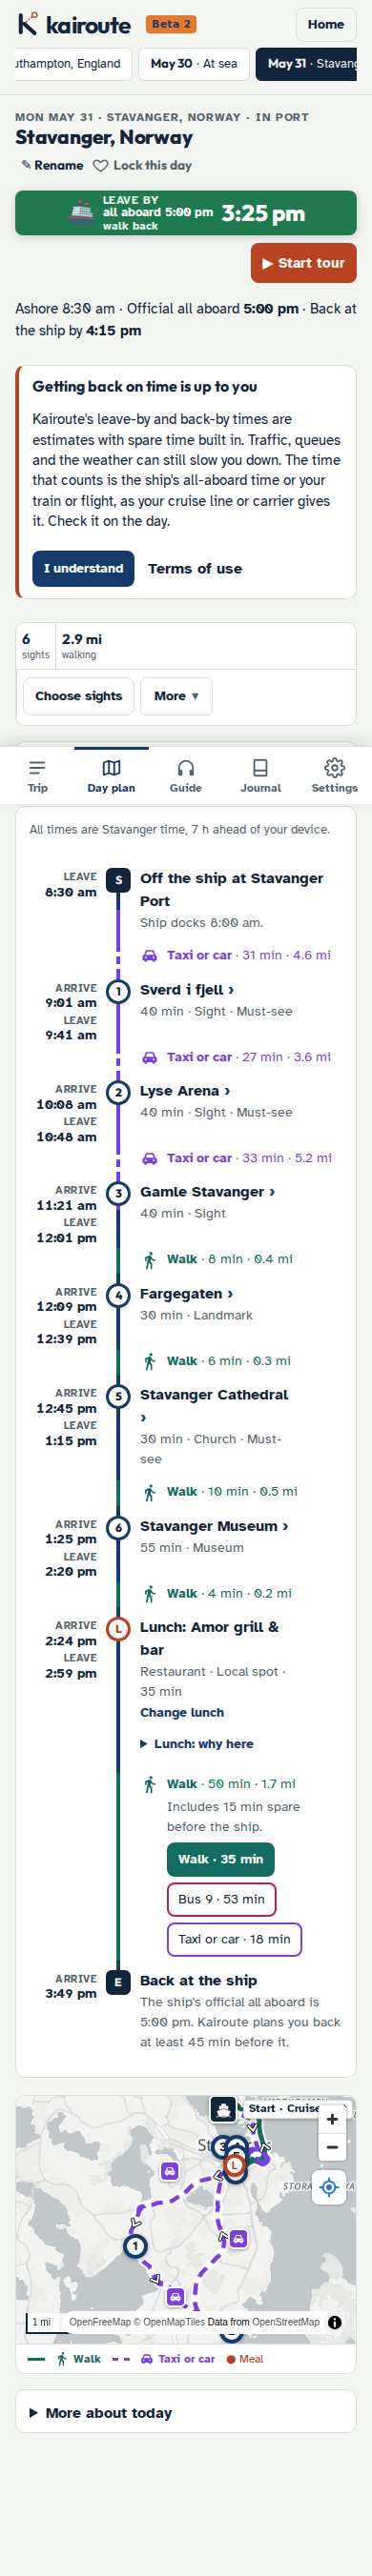 kairoute Beta 2 Home
uthampton, England May 30 · At sea May 31 · Stavang
MON MAY 31 · STAVANGER, NORWAY · IN PORT
Stavanger, Norway
✎ Rename Lock this day
LEAVE BY
all aboard 5:00 pm 3:25 pm
walk back
▶ Start tour
Ashore 8:30 am · Official all aboard 5:00 pm · Back at
the ship by 4:15 pm
Getting back on time is up to you
Kairoute's leave-by and back-by times are
estimates with spare time built in. Traffic, queues
and the weather can still slow you down. The time
that counts is the ship's all-aboard time or your
train or flight, as your cruise line or carrier gives
it. Check it on the day.
I understand Terms of use
6 2.9 mi
sights walking
Choose sights More ▼
Trip Day plan Guide Journal Settings
All times are Stavanger time, 7 h ahead of your device.
LEAVE
8:30 am
S
Off the ship at Stavanger
Port
Ship docks 8:00 am.
Taxi or car · 31 min · 4.6 mi
ARRIVE
9:01 am
LEAVE
9:41 am
1
Sverd i fjell ›
40 min · Sight · Must-see
Taxi or car · 27 min · 3.6 mi
ARRIVE
10:08 am
LEAVE
10:48 am
2
Lyse Arena ›
40 min · Sight · Must-see
Taxi or car · 33 min · 5.2 mi
ARRIVE
11:21 am
LEAVE
12:01 pm
3
Gamle Stavanger ›
40 min · Sight
Walk · 8 min · 0.4 mi
ARRIVE
12:09 pm
LEAVE
12:39 pm
4
Fargegaten ›
30 min · Landmark
Walk · 6 min · 0.3 mi
ARRIVE
12:45 pm
LEAVE
1:15 pm
5
Stavanger Cathedral
›
30 min · Church · Must-
see
Walk · 10 min · 0.5 mi
ARRIVE
1:25 pm
LEAVE
2:20 pm
6
Stavanger Museum ›
55 min · Museum
Walk · 4 min · 0.2 mi
ARRIVE
2:24 pm
LEAVE
2:59 pm
L
Lunch: Amor grill &
bar
Restaurant · Local spot ·
35 min
Change lunch
▶ Lunch: why here
Walk · 50 min · 1.7 mi
Includes 15 min spare
before the ship.
Walk · 35 min
Bus 9 · 53 min
Taxi or car · 18 min
ARRIVE
3:49 pm
E
Back at the ship
The ship's official all aboard is
5:00 pm. Kairoute plans you back
at least 45 min before it.
Start · Cruise
+
St 3
L
−
STORA
1
1 mi OpenFreeMap © OpenMapTiles Data from OpenStreetMap
Walk Taxi or car Meal
▶ More about today